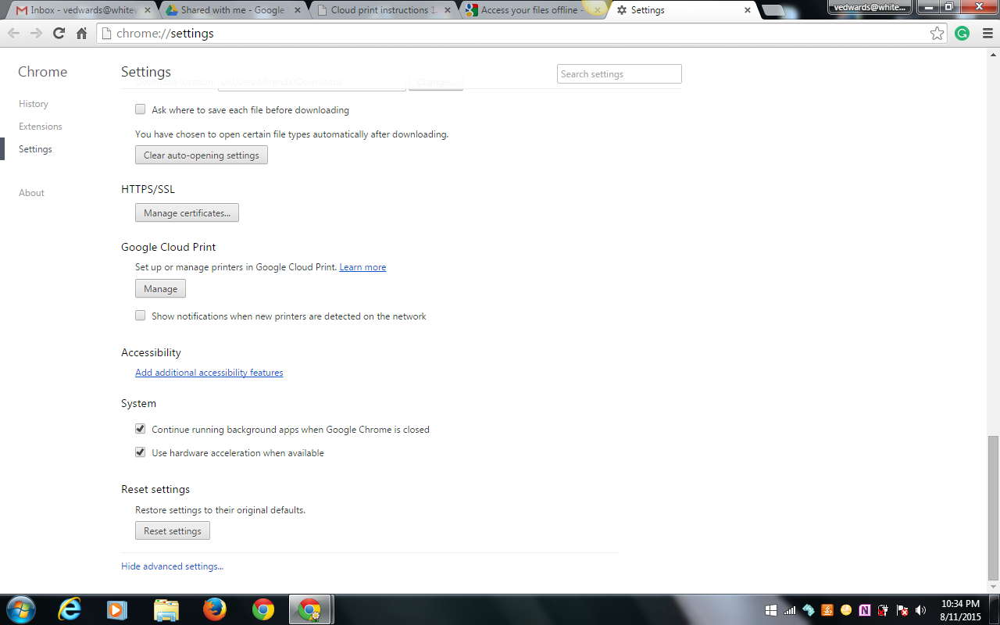 Inbox - vedwards@whitev
Shared with me - Google
Cloud print instructions 1.
Access your files offline -
Settings
vedwards@white...
chrome://settings
Chrome
Settings
Search settings
Download location: C:\Users\Mirenda\Downloads Change...
History
Ask where to save each file before downloading
Extensions
You have chosen to open certain file types automatically after downloading.
Settings
Clear auto-opening settings
About
HTTPS/SSL
Manage certificates...
Google Cloud Print
Set up or manage printers in Google Cloud Print. Learn more
Manage
Show notifications when new printers are detected on the network
Accessibility
Add additional accessibility features
System
Continue running background apps when Google Chrome is closed
Use hardware acceleration when available
Reset settings
Restore settings to their original defaults.
Reset settings
Hide advanced settings...
10:34 PM
8/11/2015